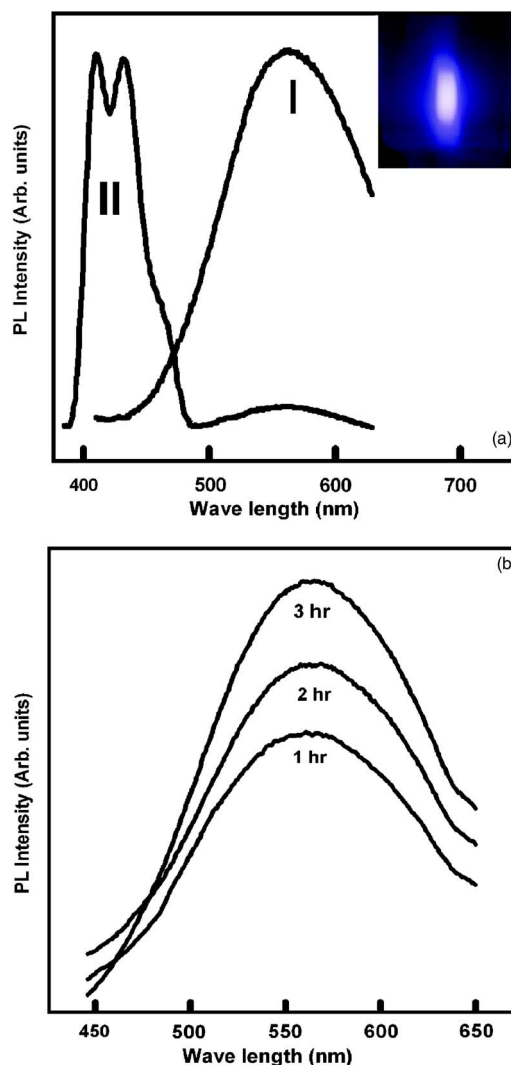 PL Intensity (Arb. units)
II
I
(a)
400 500 600 700
Wave length (nm)
PL Intensity (Arb. units)
(b
3 hr
2 hr
1 hr
450 500 550 600 650
Wave length (nm)